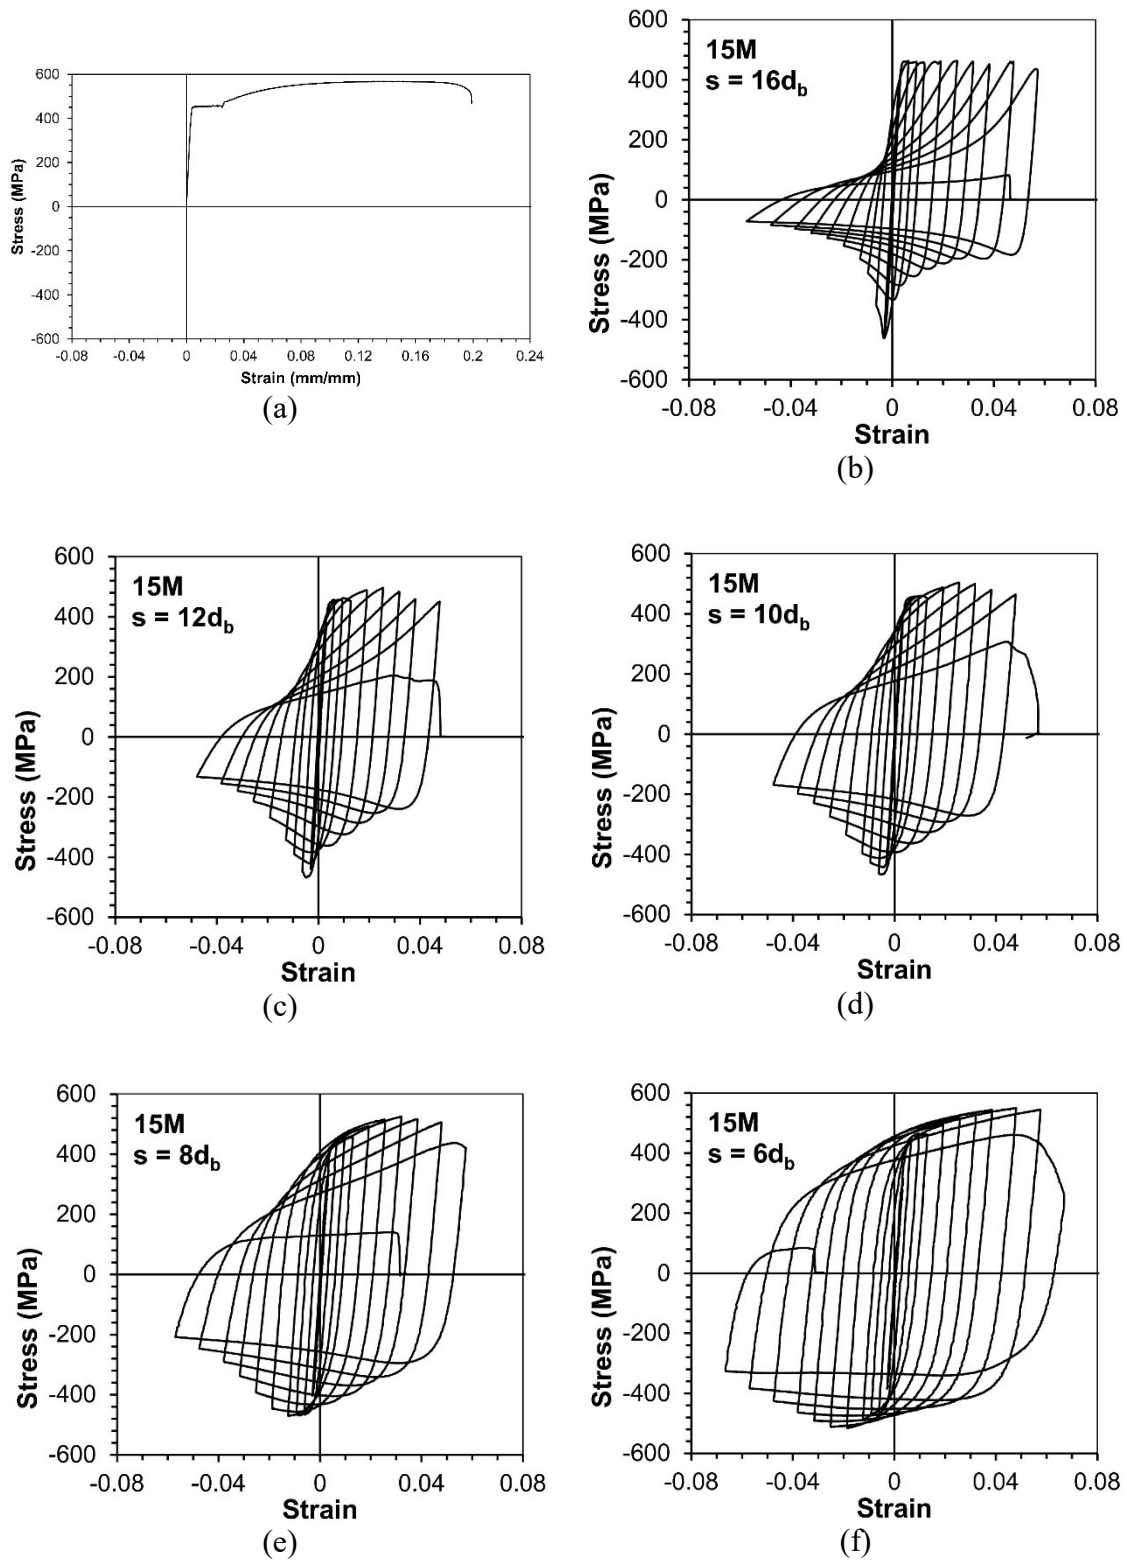 600
400
200
0
-200
-400
-600
Stress (MPa)
-0.08 -0.04 0 0.04 0.08 0.12 0.16 0.2 0.24
Strain (mm/mm)
(a)
15M
s = 16d_b
600
400
200
0
-200
-400
-600
Stress (MPa)
-0.08 -0.04 0 0.04 0.08
Strain
(b)
15M
s = 12d_b
600
400
200
0
-200
-400
-600
Stress (MPa)
-0.08 -0.04 0 0.04 0.08
Strain
(c)
15M
s = 10d_b
600
400
200
0
-200
-400
-600
Stress (MPa)
-0.08 -0.04 0 0.04 0.08
Strain
(d)
15M
s = 8d_b
600
400
200
0
-200
-400
-600
Stress (MPa)
-0.08 -0.04 0 0.04 0.08
Strain
(e)
15M
s = 6d_b
600
400
200
0
-200
-400
-600
Stress (MPa)
-0.08 -0.04 0 0.04 0.08
Strain
(f)